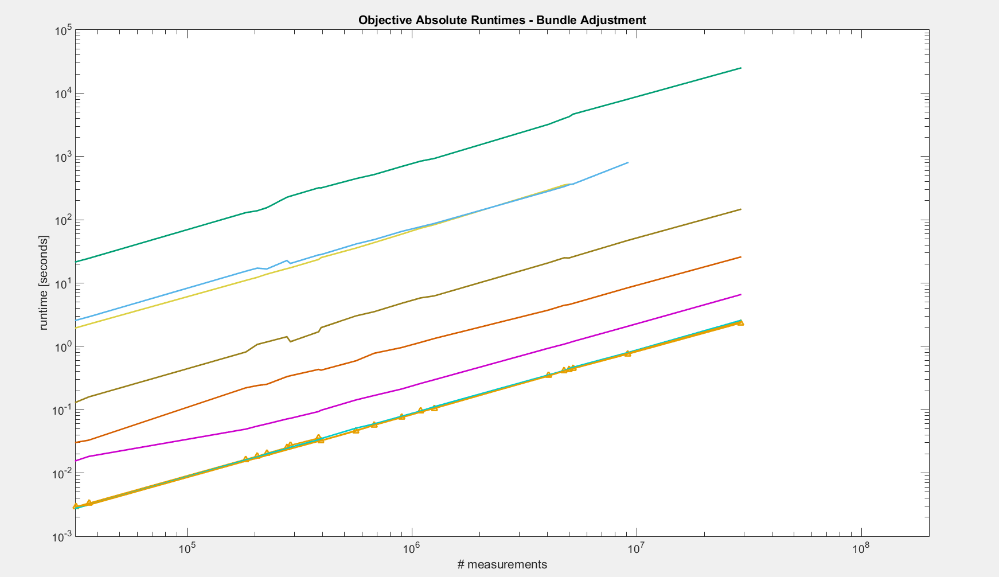 Objective Absolute Runtimes - Bundle Adjustment
10^5
10^4
10^3
10^2
10^1
10^0
10^-1
10^-2
10^-3
runtime [seconds]
10^5 10^6 10^7 10^8
# measurements